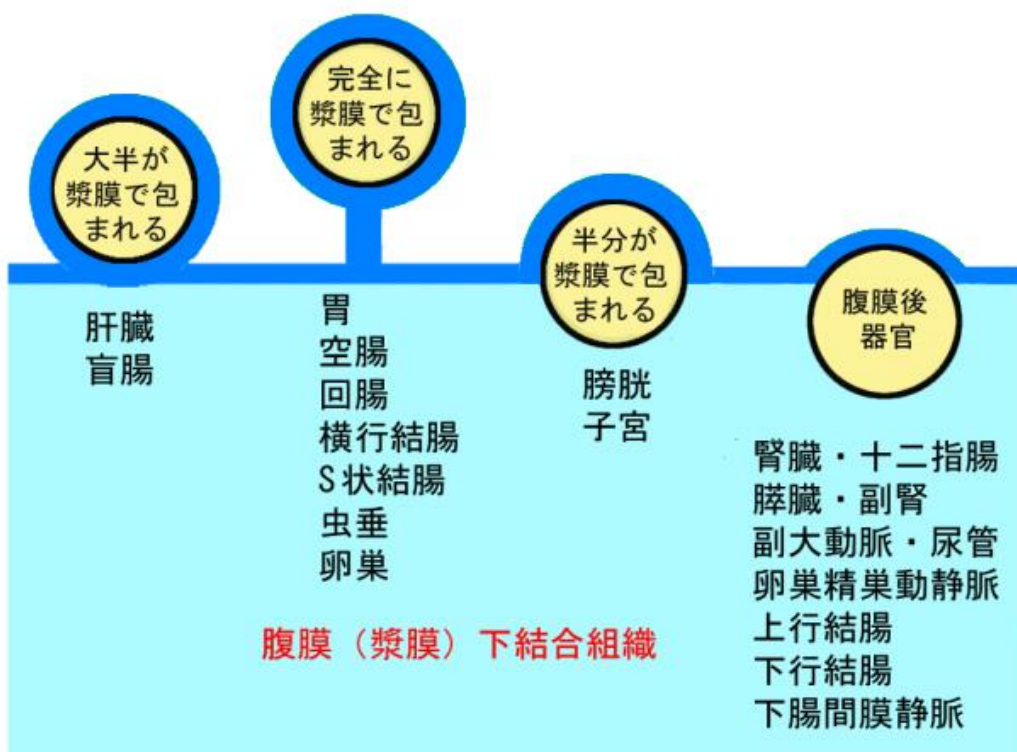 大半が
漿膜で包
まれる
肝臓
盲腸
完全に
漿膜で包
まれる
胃
空腸
回腸
横行結腸
S状結腸
虫垂
卵巣
半分が
漿膜で包
まれる
膀胱
子宮
腹膜後
器官
腎臓・十二指腸
膵臓・副腎
副大動脈・尿管
卵巣精巣動静脈
上行結腸
下行結腸
下腸間膜静脈
腹膜（漿膜）下結合組織